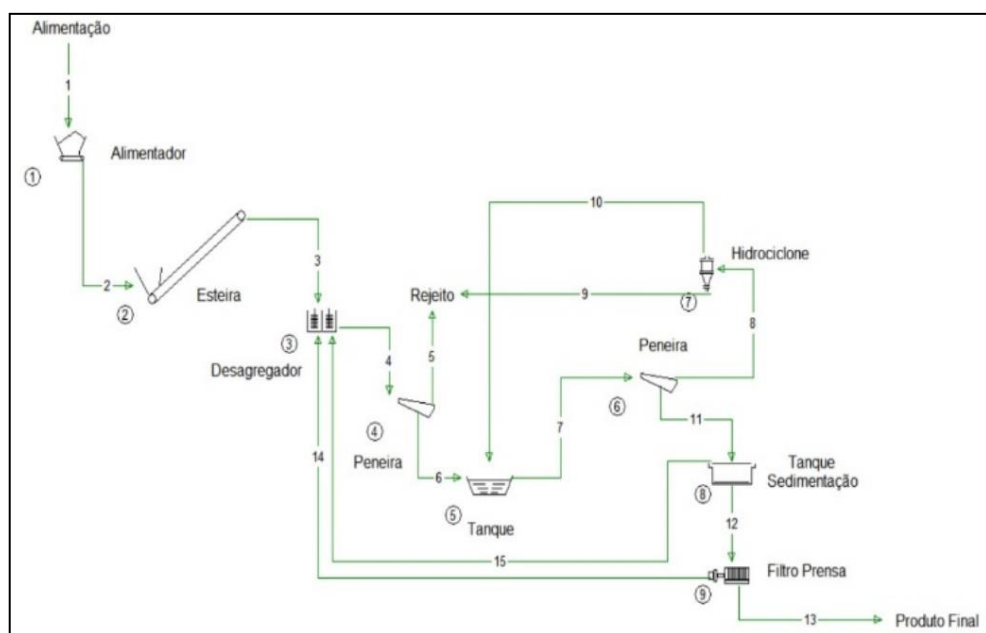 Alimentação
1
Alimentador
1
10
Hidrociclone
3
2
Esteira
2
Rejeito
9
7
8
3
Desagregador
4
5
Peneira
6
4
Peneira
7
11
14
6
Tanque
Sedimentação
8
5
Tanque
12
15
Filtro Prensa
9
13
Produto Final